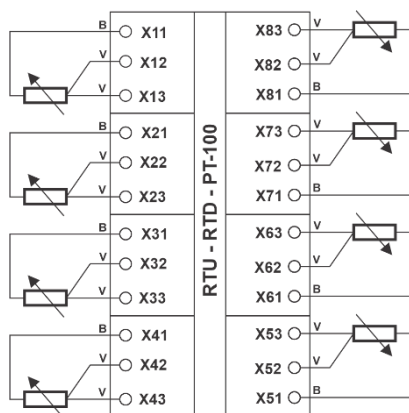 B X11
V X12
V X13
B X21
V X22
V X23
B X31
V X32
V X33
B X41
V X42
V X43
RTU - RTD - PT-100
X83 V
X82 V
X81 B
X73 V
X72 V
X71 B
X63 V
X62 V
X61 B
X53 V
X52 V
X51 B